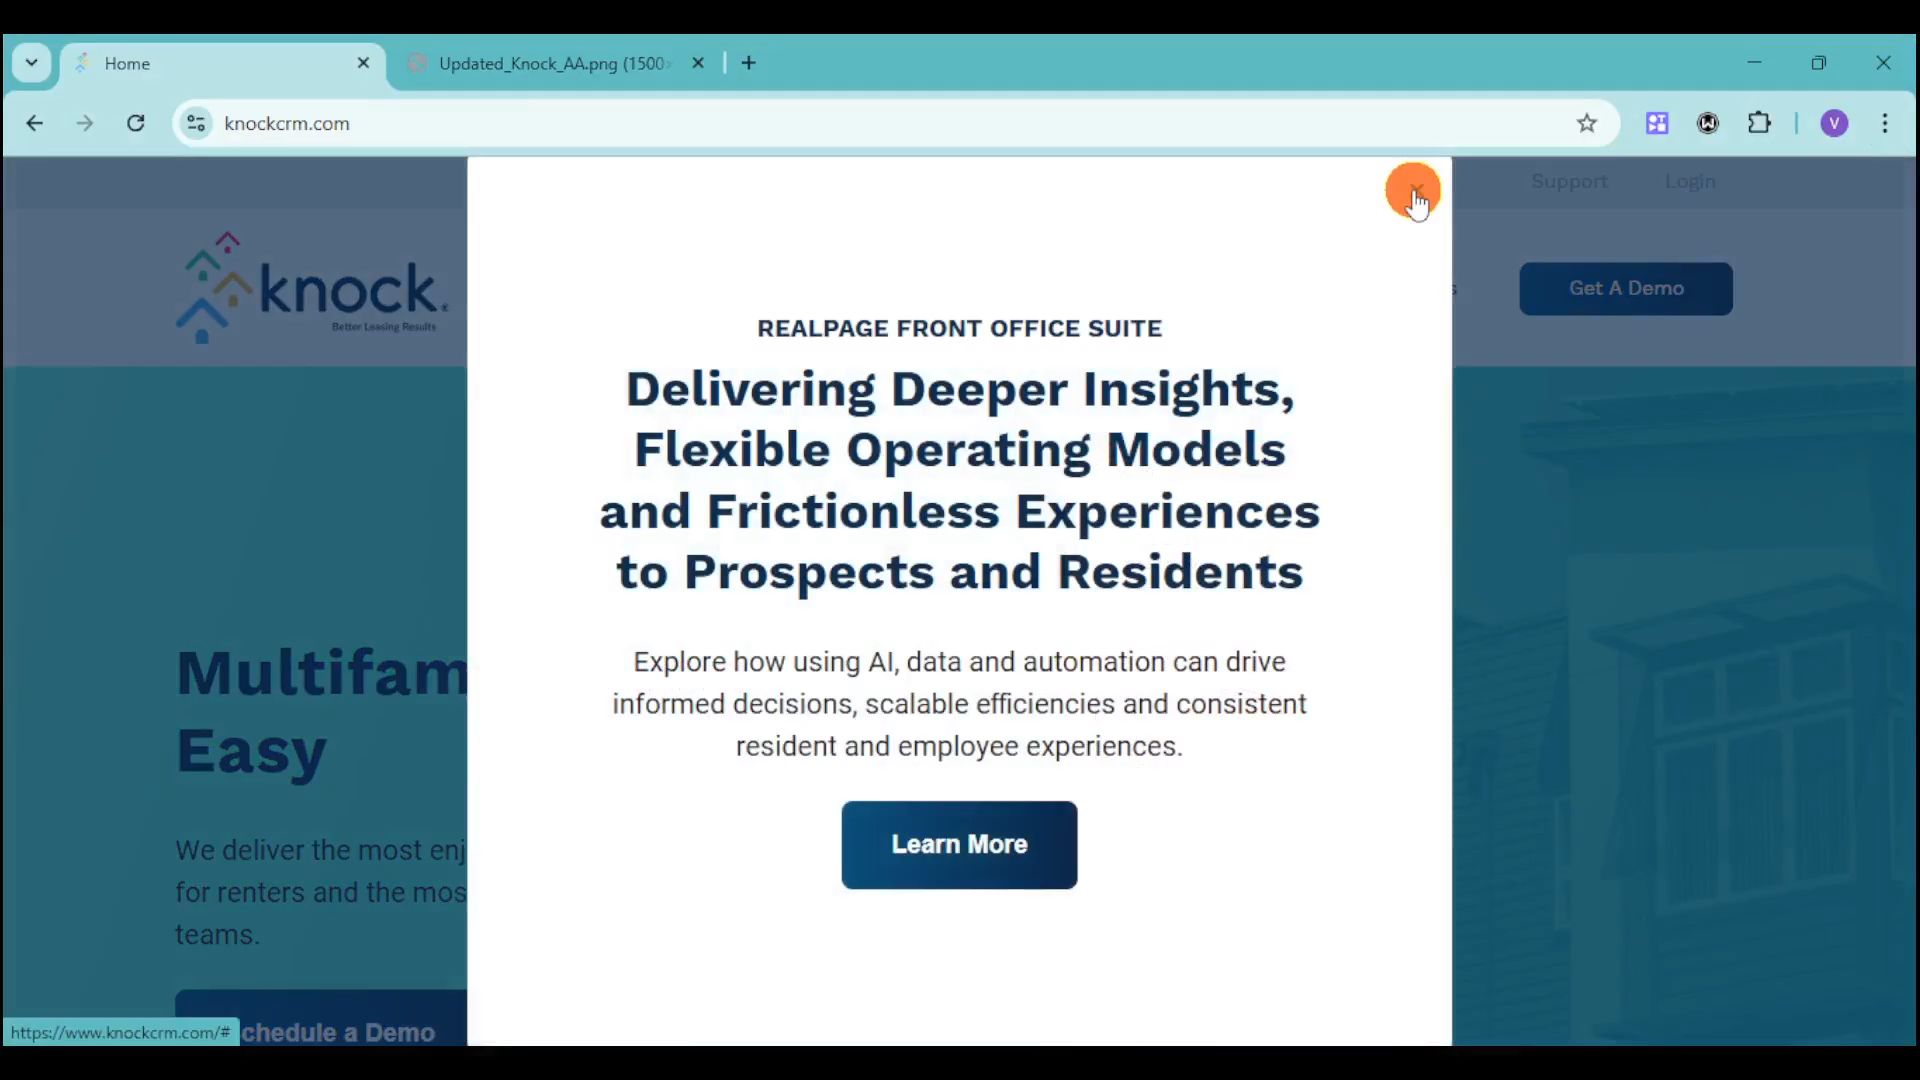 Home
Updated_Knock_AA.png (1500
knockcrm.com
V
Support
Login
knock.
Better Leasing Results
Get A Demo
REALPAGE FRONT OFFICE SUITE
Delivering Deeper Insights,
Flexible Operating Models
and Frictionless Experiences
to Prospects and Residents
Multifam
Easy
Explore how using AI, data and automation can drive
informed decisions, scalable efficiencies and consistent
resident and employee experiences.
Learn More
We deliver the most enj
for renters and the mos
teams.
chedule a Demo
https://www.knockcrm.com/#